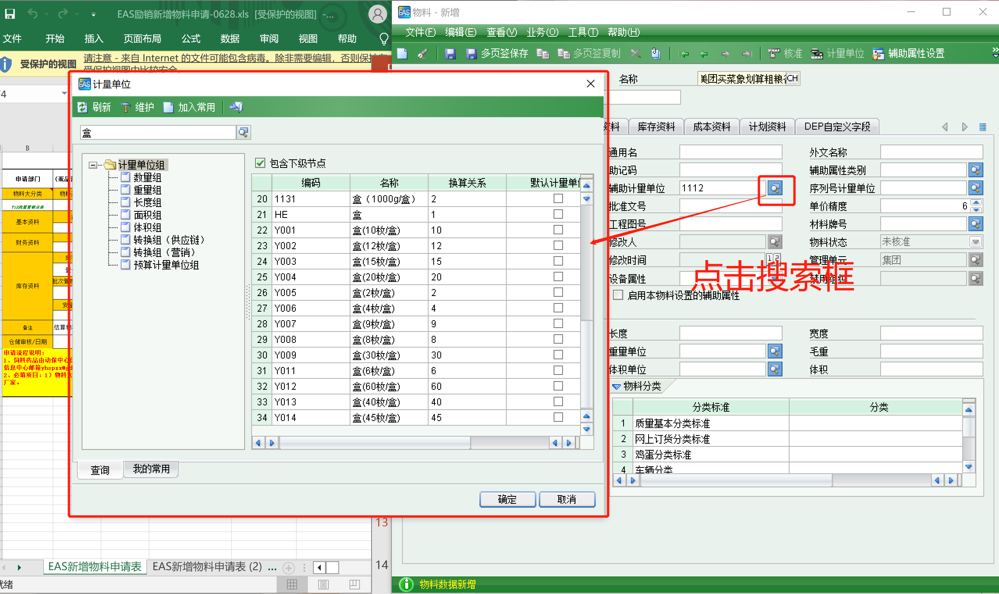 EAS励销新增物料申请-0628.xls [受保护的视图] -...
文件 开始 插入 页面布局 公式 数据 审阅 视图 帮助
受保护的视图 请注意 - 来自 Internet 的文件可能包含病毒。除非需要编辑，否则保持在
受保护视图中比较安全。
B
申请部门
物料大分类
Y12鸡蛋营销业务
基本资料
财务资料
库存资料
批次管理
安全
备注
结算物
仓储审核/日期
申请流程说明：
1、饲料药品由动保中心
信息中心邮箱yhspxx@gd
2、必填项目：1）物料大
厂家。
13
14
EAS新增物料申请表 EAS新增物料申请表 (2) ...
就绪
EAS 物料 - 新增
文件(F) 编辑(E) 查看(V) 业务(O) 工具(T) 帮助(H)
多页签保存 多页签复制 核准 计量单位 辅助属性设置
名称 美团买菜象划算粗粮 CH
资料 库存资料 成本资料 计划资料 DEP自定义字段
通用名 外文名称
助记码 辅助属性类别
辅助计量单位 1112 序列号计量单位
批准文号 单价精度 6
工程图号 材料牌号
修改人 物料状态 未核准
修改时间 12 管理单元 集团
设备属性 禁用组织
启用本物料设置的辅助属性
点击搜索框
长度 宽度
重量单位 毛重
体积单位 体积
物料分类
分类标准 分类
1 质量基本分类标准
2 网上订货分类标准
3 鸡蛋分类标准
4 车辆分类
物料数据新增
EAS 计量单位
刷新 维护 加入常用
盒
计量单位组
数量组
重量组
长度组
面积组
体积组
转换组（供应链）
转换组（营销）
预算计量单位组
包含下级节点
编码 名称 换算关系 默认计量单位
20 1131 盒（1000g/盒） 2
21 HE 盒 1
22 Y001 盒(10枚/盒) 10
23 Y002 盒(12枚/盒) 12
24 Y003 盒(15枚/盒) 15
25 Y004 盒(20枚/盒) 20
26 Y005 盒(2枚/盒) 2
27 Y006 盒(4枚/盒) 4
28 Y007 盒(9枚/盒) 9
29 Y008 盒(8枚/盒) 8
30 Y009 盒(30枚/盒) 30
31 Y011 盒(6枚/盒) 6
32 Y012 盒(60枚/盒) 60
33 Y013 盒(40枚/盒) 40
34 Y014 盒(45枚/盒) 45
查询 我的常用
确定 取消